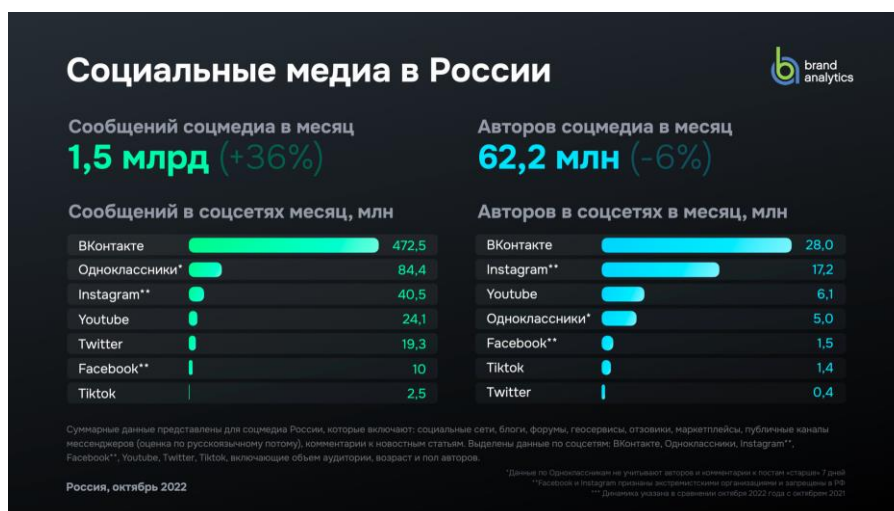 Социальные медиа в России
brand
analytics
Сообщений соцмедиа в месяц
1,5 млрд (+36%)
Авторов соцмедиа в месяц
62,2 млн (-6%)
Сообщений в соцсетях месяц, млн
ВКонтакте 472,5
Одноклассники* 84,4
Instagram** 40,5
Youtube 24,1
Twitter 19,3
Facebook** 10
Tiktok 2,5
Авторов в соцсетях в месяц, млн
ВКонтакте 28,0
Instagram** 17,2
Youtube 6,1
Одноклассники* 5,0
Facebook** 1,5
Tiktok 1,4
Twitter 0,4
Суммарные данные представлены для соцмедиа России, которые включают: социальные сети, блоги, форумы, геосервисы, отзовики, маркетплейсы, публичные каналы
мессенджеров (оценка по русскоязычному потому), комментарии к новостным статьям. Выделены данные по соцсетям: ВКонтакте, Одноклассники, Instagram**,
Facebook**, Youtube, Twitter, Tiktok, включающие объем аудитории, возраст и пол авторов.
*Данные по Одноклассникам не учитывают авторов и комментарии к постам «старше» 7 дней
**Facebook и Instagram признаны экстремистскими организациями и запрещены в РФ
*** Динамика указана в сравнении октября 2022 года с октябрем 2021
Россия, октябрь 2022